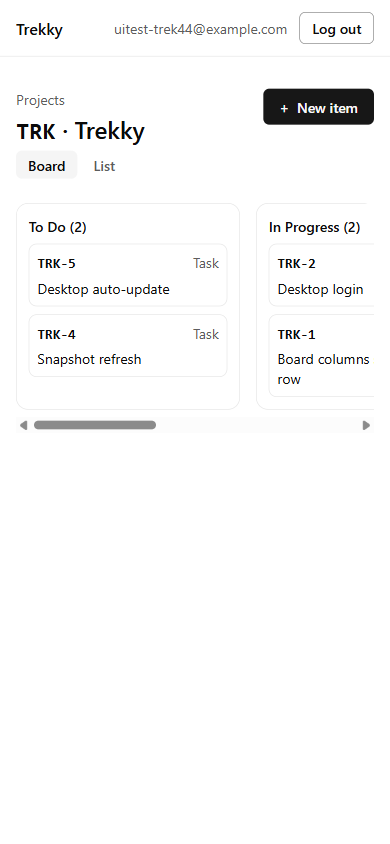 Trekky
uitest-trek44@example.com
Log out
Projects
TRK · Trekky
+ New item
Board
List
To Do (2)
TRK-5
Task
Desktop auto-update
TRK-4
Task
Snapshot refresh
In Progress (2)
TRK-2
Desktop login
TRK-1
Board columns
row